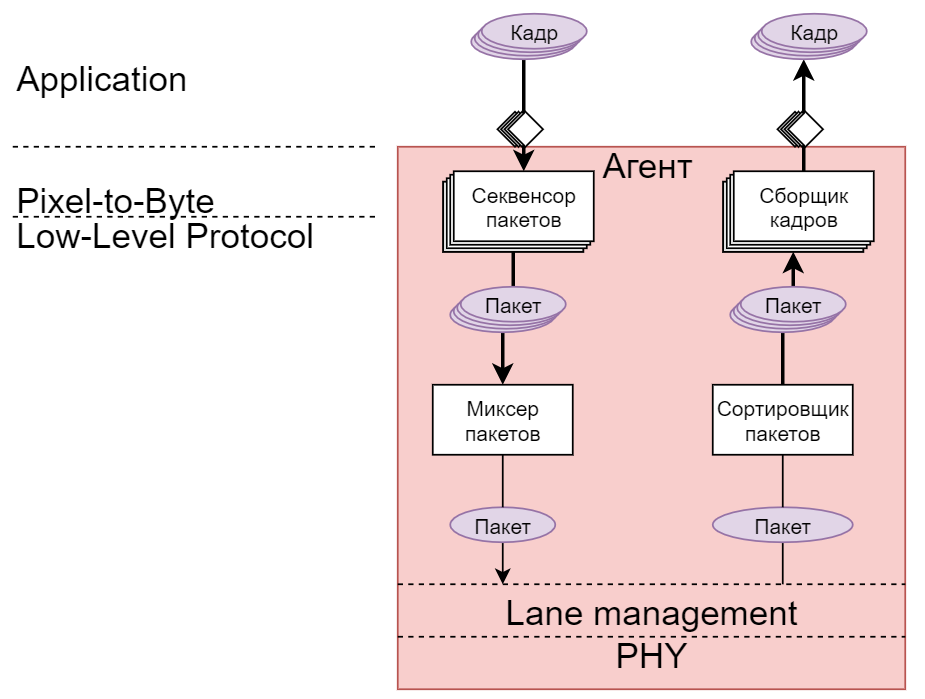 Кадр
Кадр
Application
Агент
Pixel-to-Byte
Low-Level Protocol
Секвенсор
пакетов
Сборщик
кадров
Пакет
Пакет
Миксер
пакетов
Сортировщик
пакетов
Пакет
Пакет
Lane management
PHY